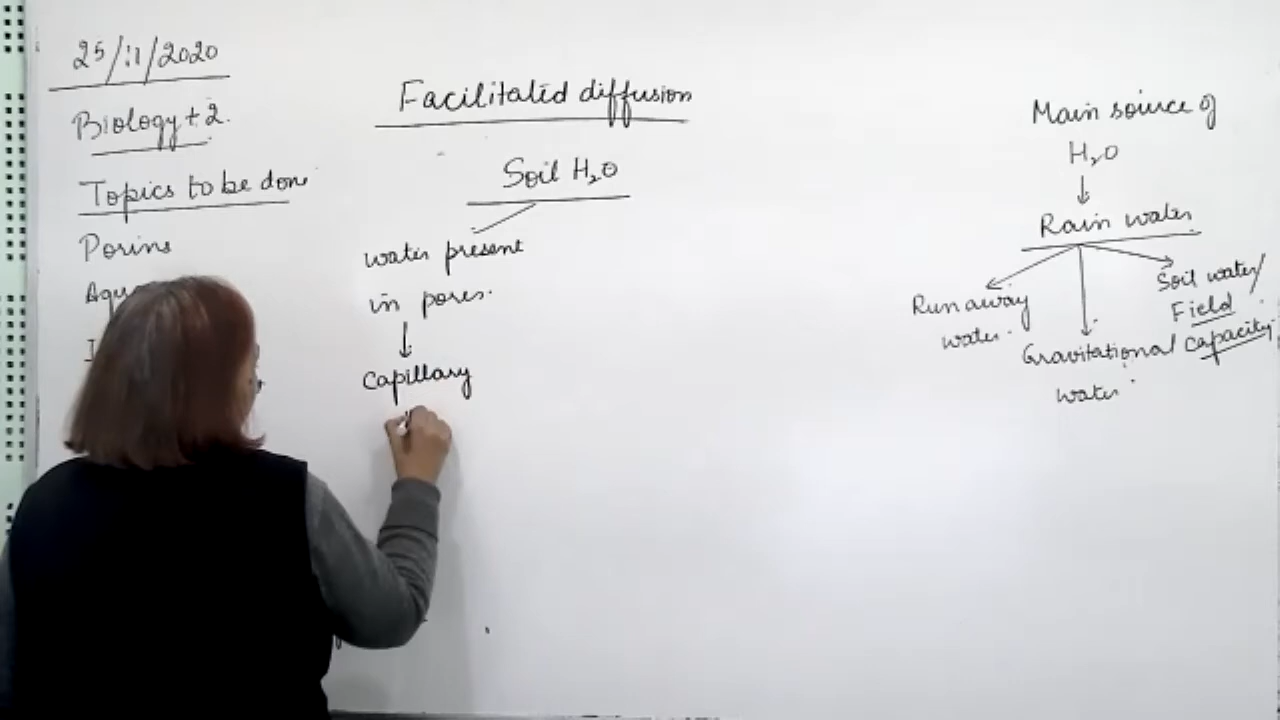 25/11/2020
Biology +2.
Topics to be done
Porins
Facilitated diffusion
Soil H₂O
water present
in pores.
↓
Capillary
Main source of
H₂O
↓
Rain water.
Run away
water.
Gravitational
water.
Soil water/
Field
capacity.